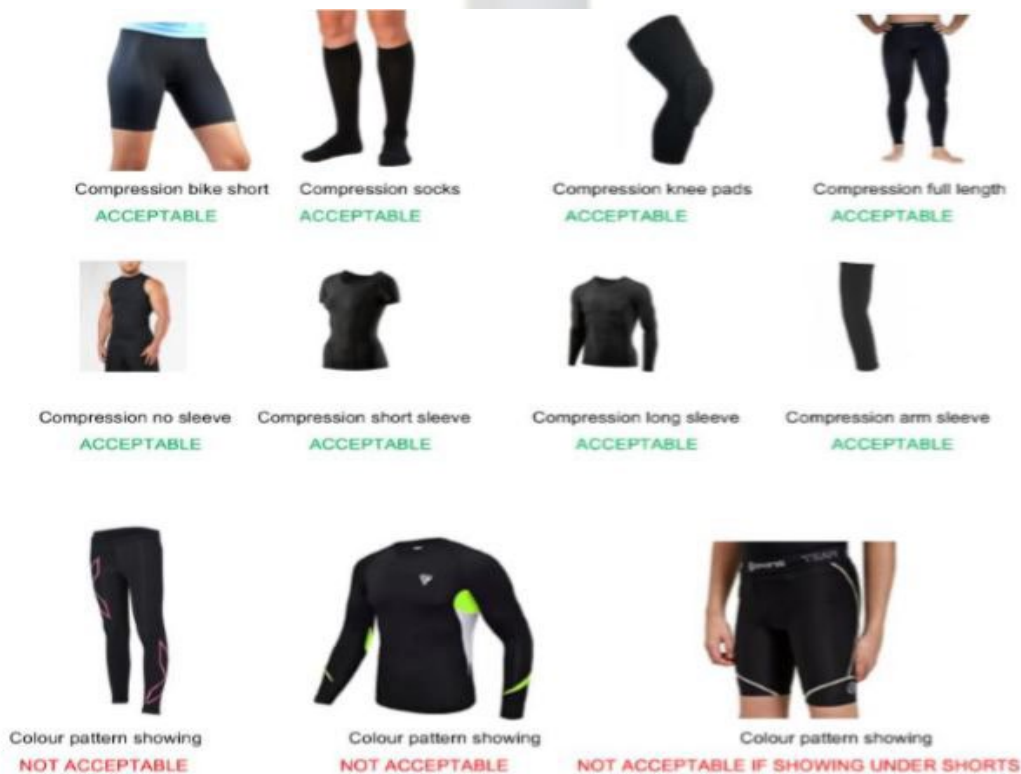 Compression bike short
Compression socks
Compression knee pads
Compression full length
ACCEPTABLE
ACCEPTABLE
ACCEPTABLE
ACCEPTABLE
Compression no sleeve
Compression short sleeve
Compression long sleeve
Compression arm sleeve
ACCEPTABLE
ACCEPTABLE
ACCEPTABLE
ACCEPTABLE
TEAM
Colour pattern showing
Colour pattern showing
Colour pattern showing
NOT ACCEPTABLE
NOT ACCEPTABLE
NOT ACCEPTABLE IF SHOWING UNDER SHORTS